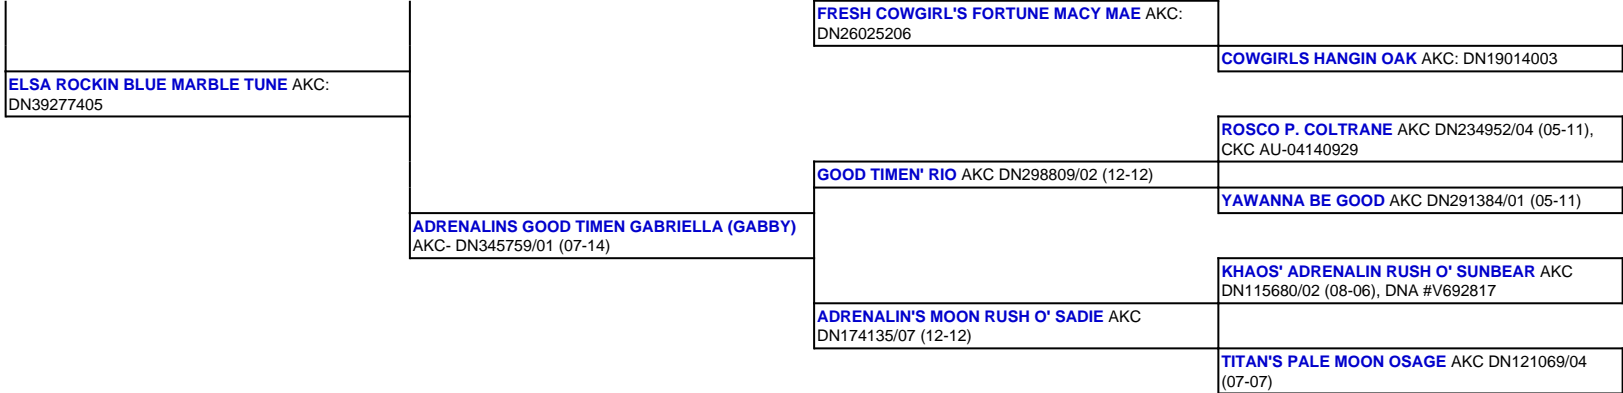 FRESH COWGIRL'S FORTUNE MACY MAE AKC:
DN26025206
COWGIRLS HANGIN OAK AKC: DN19014003
ELSA ROCKIN BLUE MARBLE TUNE AKC:
DN39277405
ROSCO P. COLTRANE AKC DN234952/04 (05-11),
CKC AU-04140929
GOOD TIMEN' RIO AKC DN298809/02 (12-12)
YAWANNA BE GOOD AKC DN291384/01 (05-11)
ADRENALINS GOOD TIMEN GABRIELLA (GABBY)
AKC- DN345759/01 (07-14)
KHAOS' ADRENALIN RUSH O' SUNBEAR AKC
DN115680/02 (08-06), DNA #V692817
ADRENALIN'S MOON RUSH O' SADIE AKC
DN174135/07 (12-12)
TITAN'S PALE MOON OSAGE AKC DN121069/04
(07-07)